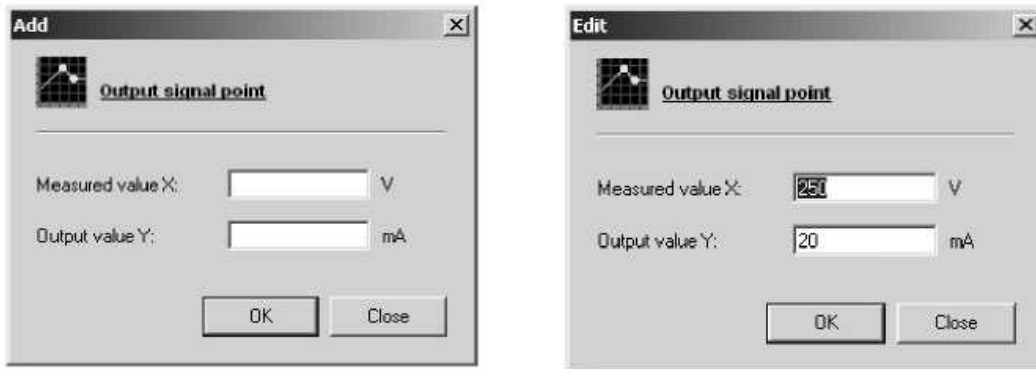 Add
Output signal point
Measured value X: V
Output value Y: mA
OK Close
Edit
Output signal point
Measured value X: 250 V
Output value Y: 20 mA
OK Close